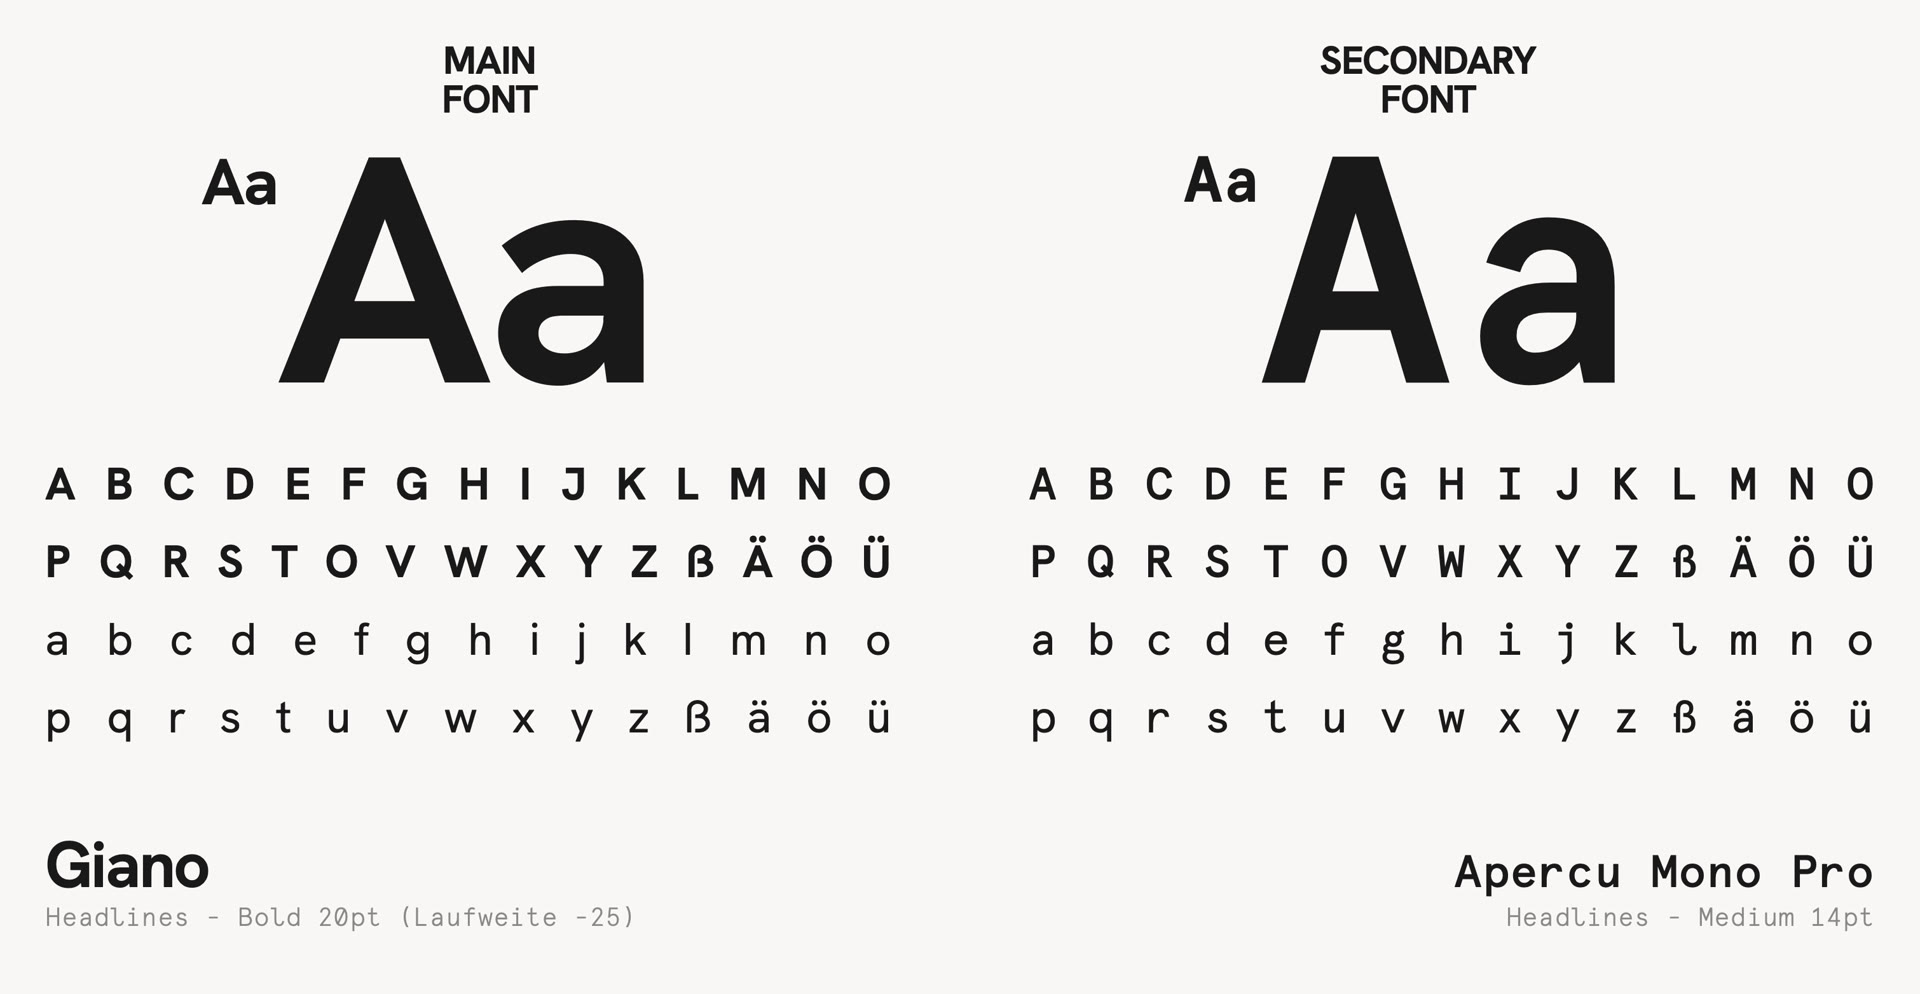 MAIN
FONT
Aa Aa
A B C D E F G H I J K L M N O
P Q R S T O V W X Y Z ß Ä Ö Ü
a b c d e f g h i j k l m n o
p q r s t u v w x y z ß ä ö ü
Giano
Headlines - Bold 20pt (Laufweite -25)
SECONDARY
FONT
Aa Aa
A B C D E F G H I J K L M N O
P Q R S T O V W X Y Z ß Ä Ö Ü
a b c d e f g h i j k l m n o
p q r s t u v w x y z ß ä ö ü
Apercu Mono Pro
Headlines - Medium 14pt